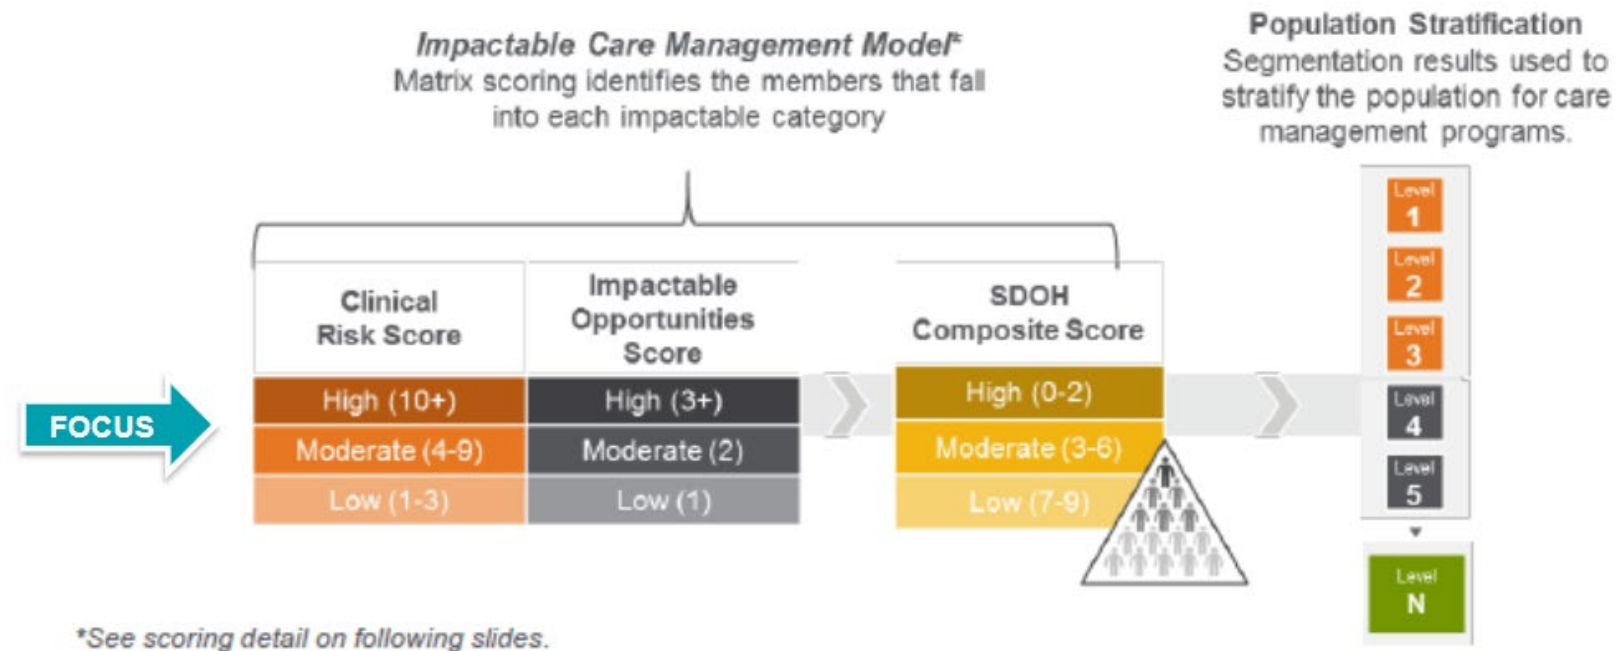 Impactable Care Management Model*
Matrix scoring identifies the members that fall
into each impactable category
Population Stratification
Segmentation results used to
stratify the population for care
management programs.
FOCUS
Clinical
Risk Score
High (10+)
Moderate (4-9)
Low (1-3)
Impactable
Opportunities
Score
High (3+)
Moderate (2)
Low (1)
SDOH
Composite Score
High (0-2)
Moderate (3-6)
Low (7-9)
Level
1
Level
2
Level
3
Level
4
Level
5
Level
N
*See scoring detail on following slides.